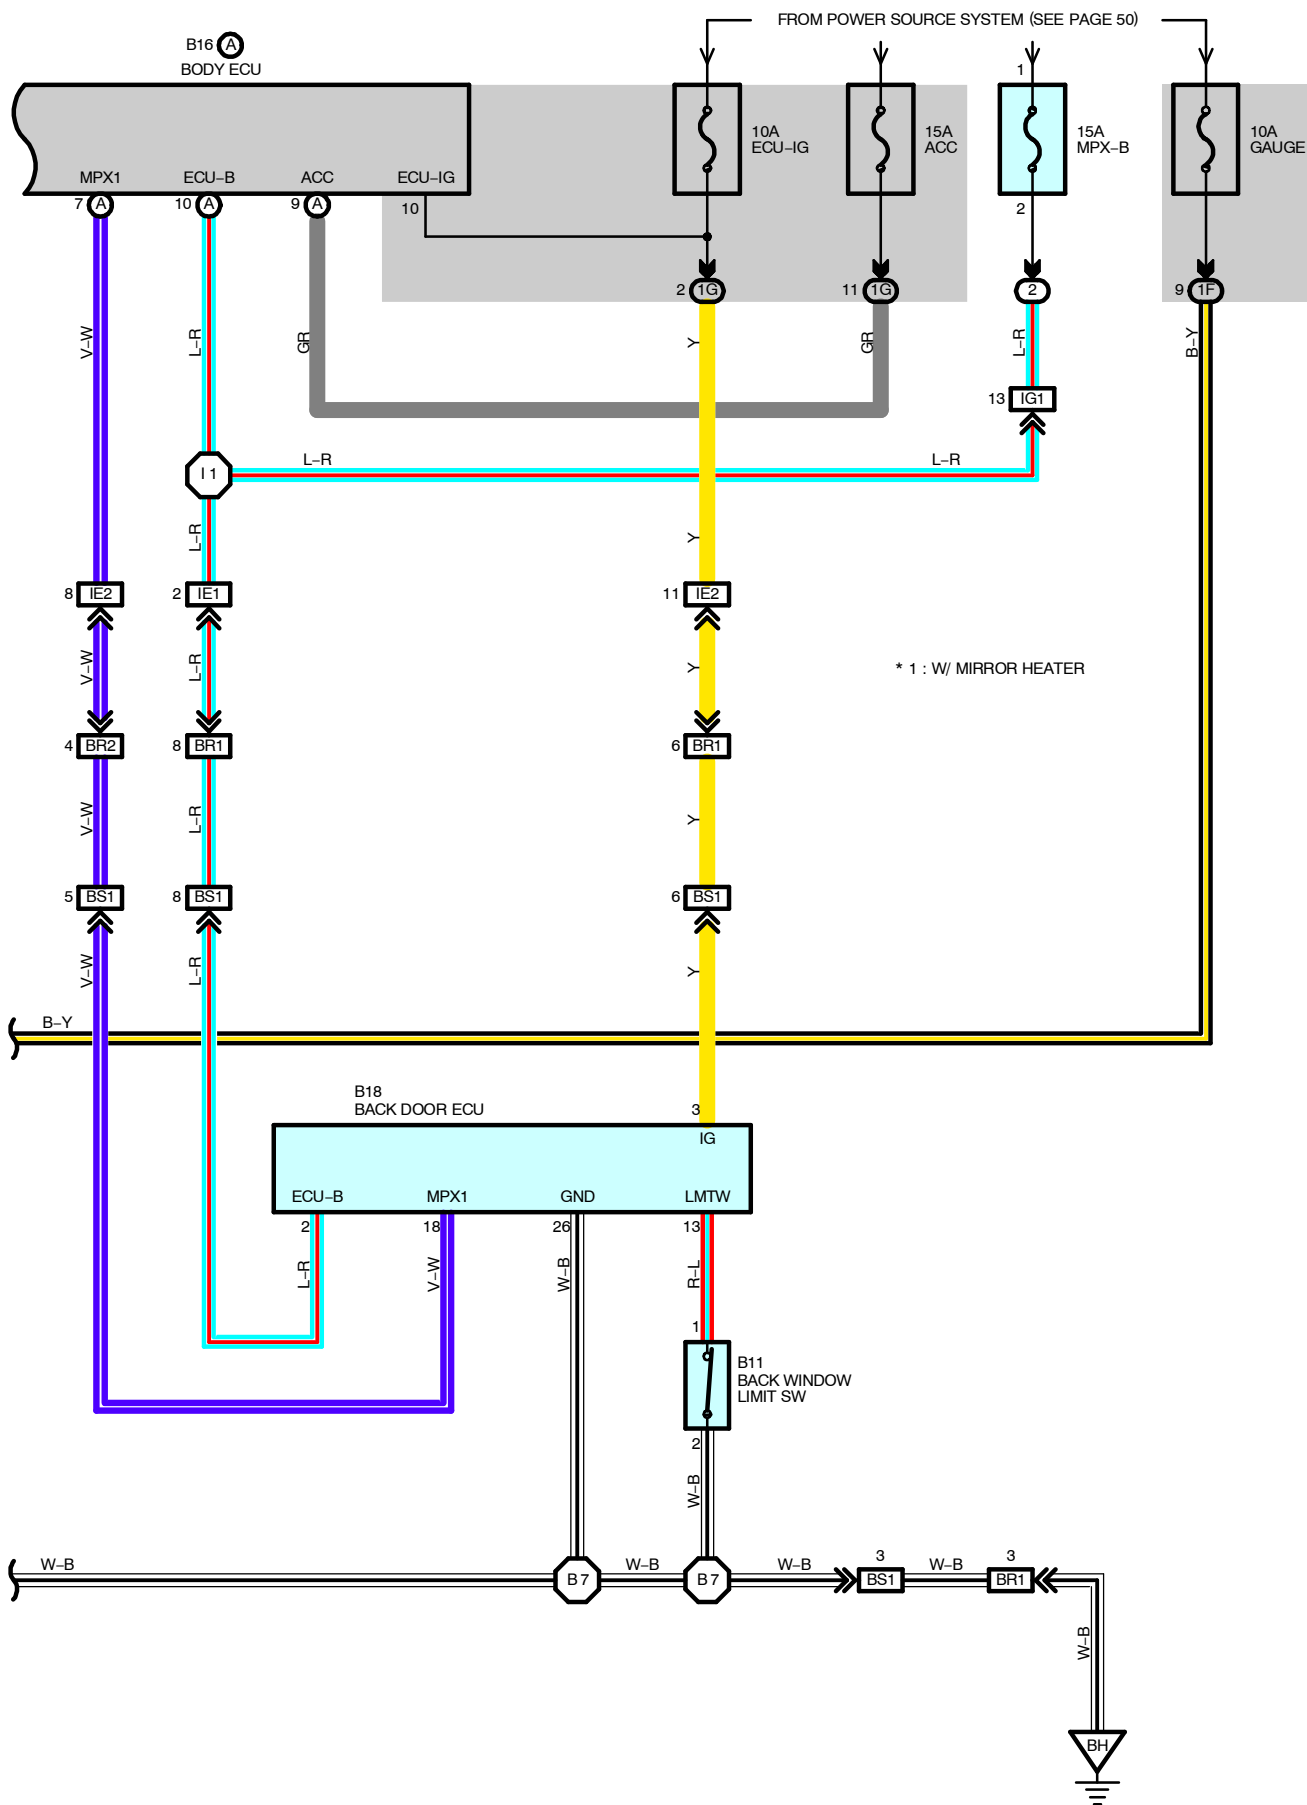 FROM POWER SOURCE SYSTEM (SEE PAGE 50)
B16 A
BODY ECU
1
10A
ECU–IG
15A
ACC
15A
MPX–B
10A
GAUGE
MPX1 ECU–B ACC ECU–IG
7 A 10 A 9 A 10
2
2 1G 11 1G 2 9 1F
V–W L–R GR Y GR L–R B–Y
13 IG1
I 1 L–R L–R
L–R Y
8 IE2 2 IE1 11 IE2
V–W L–R Y
* 1 : W/ MIRROR HEATER
4 BR2 8 BR1 6 BR1
V–W L–R Y
5 BS1 8 BS1 6 BS1
V–W L–R Y
B–Y
B18
BACK DOOR ECU
3
IG
ECU–B MPX1 GND LMTW
2 18 26 13
L–R V–W W–B R–L
1
B11
BACK WINDOW
LIMIT SW
2
W–B
3 3
W–B B 7 W–B B 7 W–B BS1 W–B BR1
W–B
BH